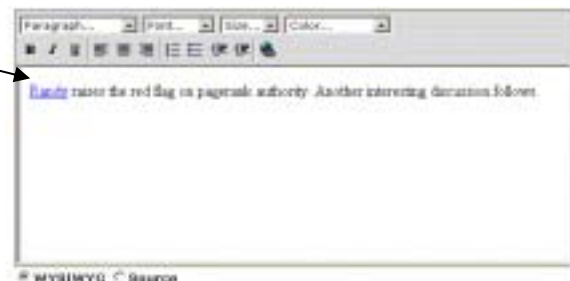 Paragraph... Font... Size... Color...
B I U
Randy raises the red flag on pagerank authority. Another interesting discussion follows.
WYSIWYG Source